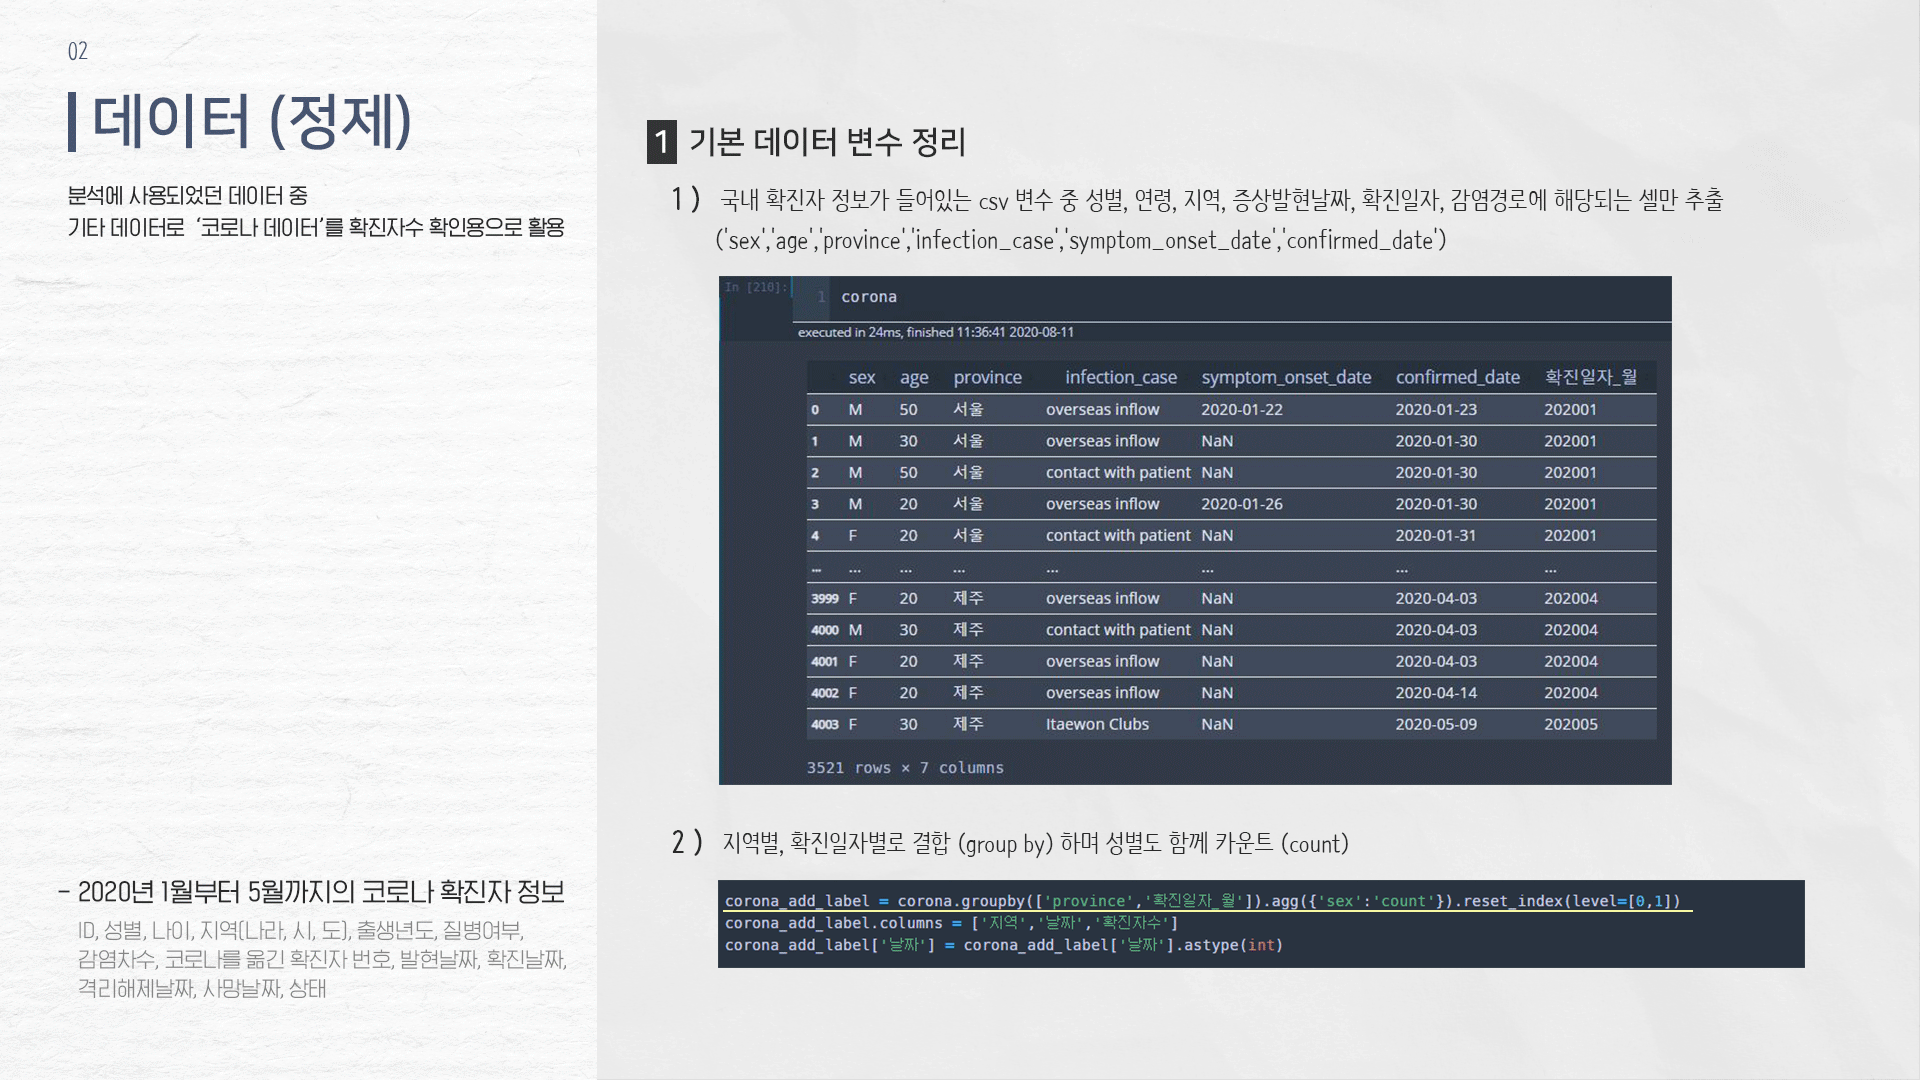 02
데이터 (정제)
분석에 사용되었던 데이터 중
기타 데이터로 ‘코로나 데이터’를 확진자수 확인용으로 활용
- 2020년 1월부터 5월까지의 코로나 확진자 정보
ID, 성별, 나이, 지역(나라, 시, 도), 출생년도, 질병여부,
감염차수, 코로나를 옮긴 확진자 번호, 발현날짜, 확진날짜,
격리해제날짜, 사망날짜, 상태
1 기본 데이터 변수 정리
1) 국내 확진자 정보가 들어있는 csv 변수 중 성별, 연령, 지역, 증상발현날짜, 확진일자, 감염경로에 해당되는 셀만 추출
('sex','age','province','infection_case','symptom_onset_date','confirmed_date')
In [210]: 1 corona
executed in 24ms, finished 11:36:41 2020-08-11
sex age province infection_case symptom_onset_date confirmed_date 확진일자_월
0 M 50 서울 overseas inflow 2020-01-22 2020-01-23 202001
1 M 30 서울 overseas inflow NaN 2020-01-30 202001
2 M 50 서울 contact with patient NaN 2020-01-30 202001
3 M 20 서울 overseas inflow 2020-01-26 2020-01-30 202001
4 F 20 서울 contact with patient NaN 2020-01-31 202001
... ... ... ... ... ... ... ...
3999 F 20 제주 overseas inflow NaN 2020-04-03 202004
4000 M 30 제주 contact with patient NaN 2020-04-03 202004
4001 F 20 제주 overseas inflow NaN 2020-04-03 202004
4002 F 20 제주 overseas inflow NaN 2020-04-14 202004
4003 F 30 제주 Itaewon Clubs NaN 2020-05-09 202005
3521 rows × 7 columns
2) 지역별, 확진일자별로 결합 (group by) 하며 성별도 함께 카운트 (count)
corona_add_label = corona.groupby(['province','확진일자_월']).agg({'sex':'count'}).reset_index(level=[0,1])
corona_add_label.columns = ['지역','날짜','확진자수']
corona_add_label['날짜'] = corona_add_label['날짜'].astype(int)